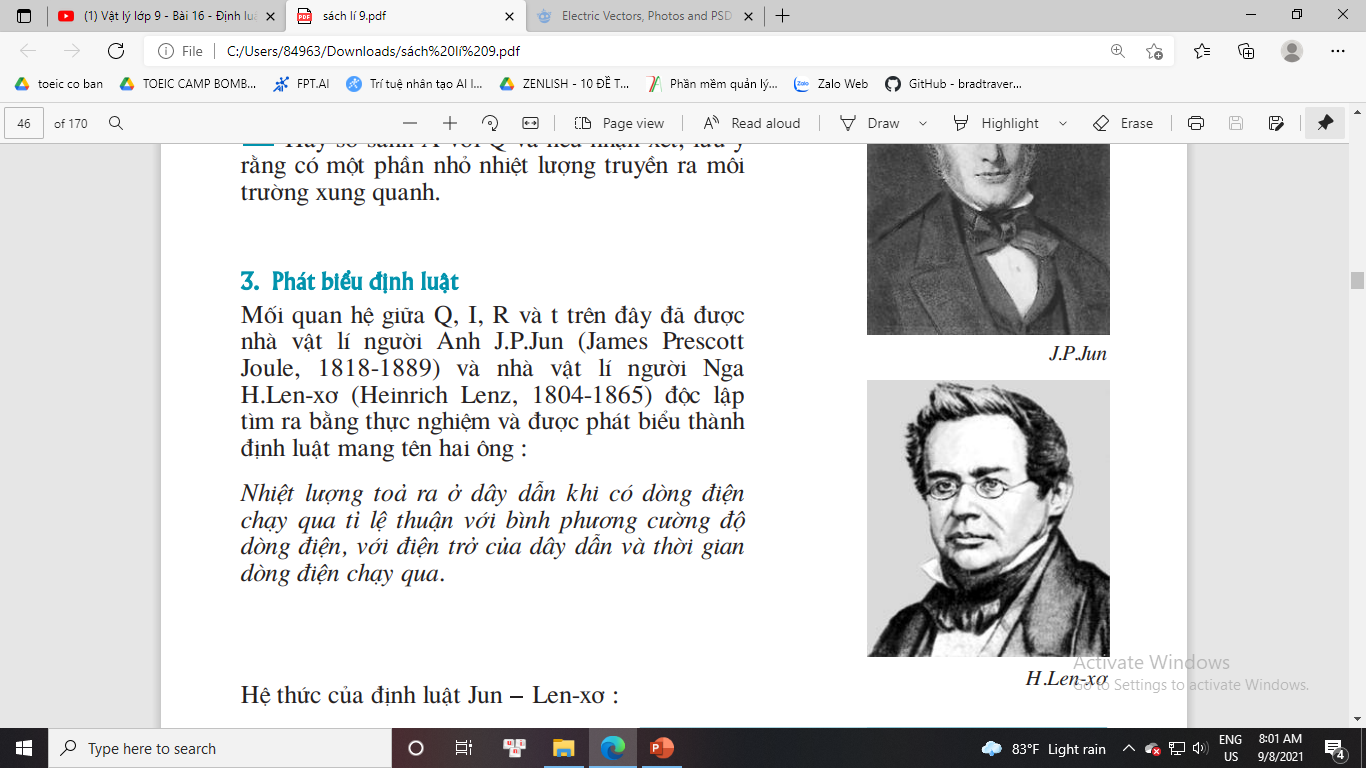 (1) Vật lý lớp 9 - Bài 16 - Định luậ
sách lí 9.pdf
Electric Vectors, Photos and PSD
File
C:/Users/84963/Downloads/sách%20lí%209.pdf
toeic co ban
TOEIC CAMP BOMB...
FPT.AI
Trí tuệ nhân tạo AI l...
ZENLISH - 10 ĐỀ T...
Phần mềm quản lý...
Zalo Web
GitHub - bradtraver...
46 of 170
Page view
Read aloud
Draw
Highlight
Erase
rằng có một phần nhỏ nhiệt lượng truyền ra môi
trường xung quanh.
3. Phát biểu định luật
Mối quan hệ giữa Q, I, R và t trên đây đã được
nhà vật lí người Anh J.P.Jun (James Prescott
Joule, 1818-1889) và nhà vật lí người Nga
H.Len-xơ (Heinrich Lenz, 1804-1865) độc lập
tìm ra bằng thực nghiệm và được phát biểu thành
định luật mang tên hai ông :
Nhiệt lượng toả ra ở dây dẫn khi có dòng điện
chạy qua tỉ lệ thuận với bình phương cường độ
dòng điện, với điện trở của dây dẫn và thời gian
dòng điện chạy qua.
Hệ thức của định luật Jun – Len-xơ :
J.P.Jun
H.Len-xơ
Activate Windows
Go to Settings to activate Windows.
Type here to search
83°F Light rain
ENG
US
8:01 AM
9/8/2021
4